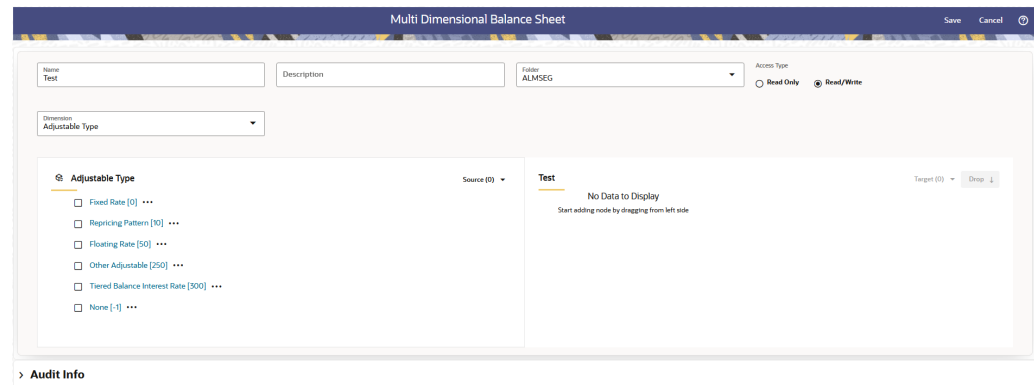 Multi Dimensional Balance Sheet
Save Cancel
Name
Test
Description
Folder
ALMSEG
Access Type
Read Only Read/Write
Dimension
Adjustable Type
Adjustable Type Source (0)
Fixed Rate [0]
Repricing Pattern [10]
Floating Rate [50]
Other Adjustable [250]
Tiered Balance Interest Rate [300]
None [-1]
Test Target (0) Drop ↓
No Data to Display
Start adding node by dragging from left side
> Audit Info